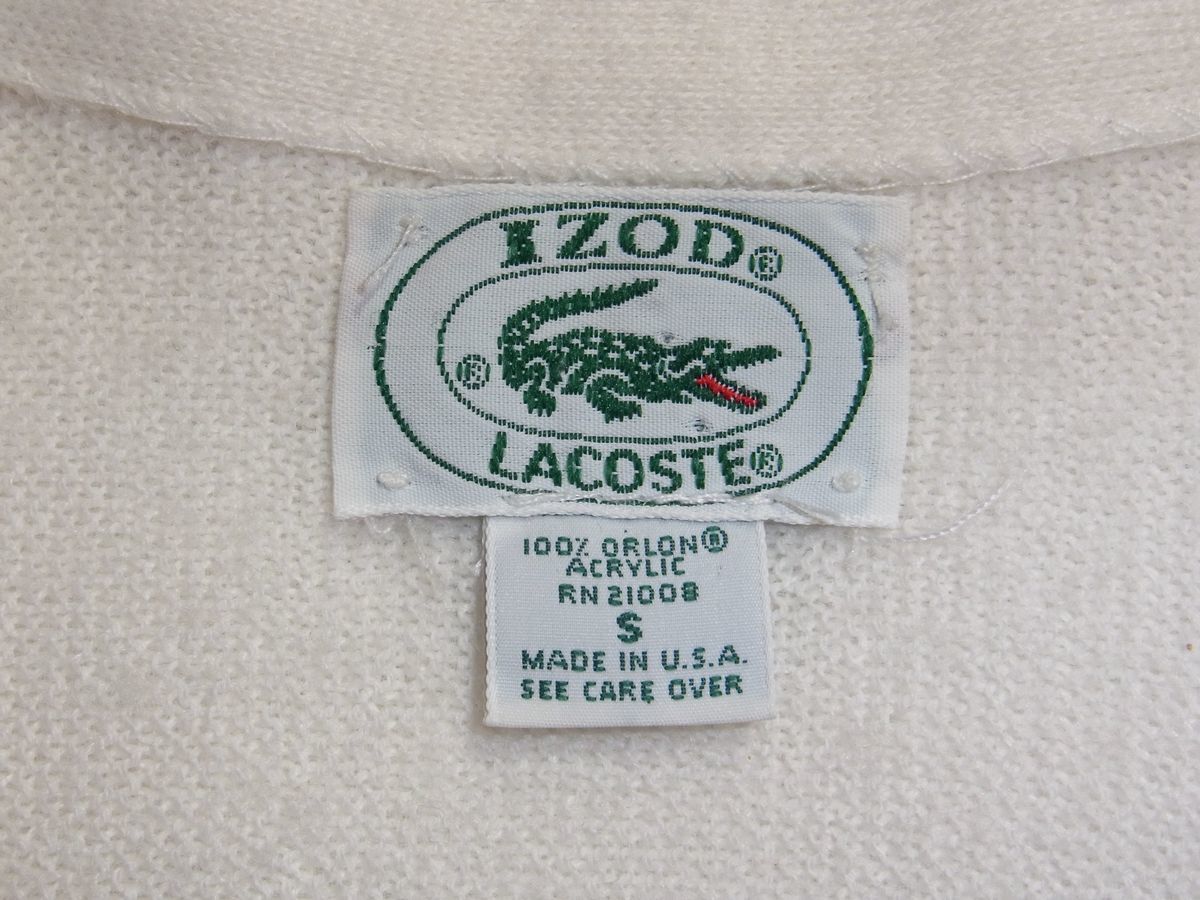 IZOD®
®
LACOSTE®
100% ORLON®
ACRYLIC
RN 21008
S
MADE IN U.S.A.
SEE CARE OVER